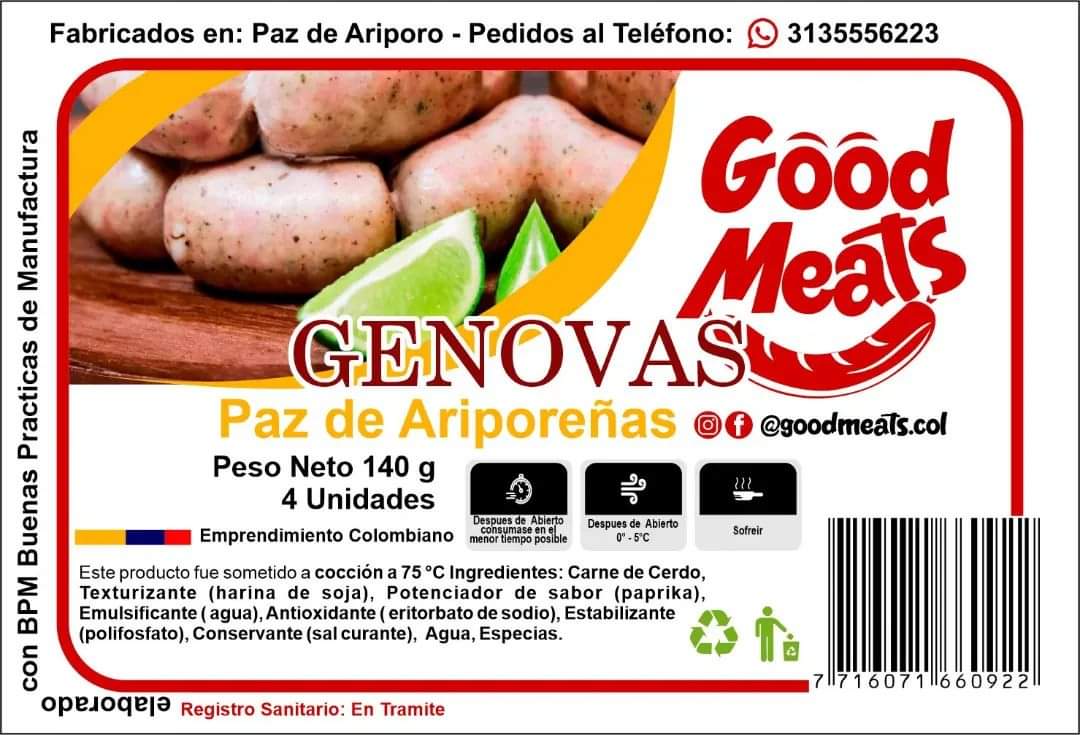 Fabricados en: Paz de Ariporo - Pedidos al Teléfono: 3135556223
Good
Meats
GENOVAS
Paz de Ariporeñas
@goodmeats.col
Peso Neto 140 g
4 Unidades
Emprendimiento Colombiano
Despues de Abierto
consumase en el
menor tiempo posible
Despues de Abierto
0° - 5°C
Sofreir
Este producto fue sometido a cocción a 75 °C Ingredientes: Carne de Cerdo,
Texturizante (harina de soja), Potenciador de sabor (paprika),
Emulsificante ( agua), Antioxidante ( eritorbato de sodio), Estabilizante
(polifosfato), Conservante (sal curante), Agua, Especias.
7 716071 660922
elaborado
con BPM Buenas Practicas de Manufactura
Registro Sanitario: En Tramite